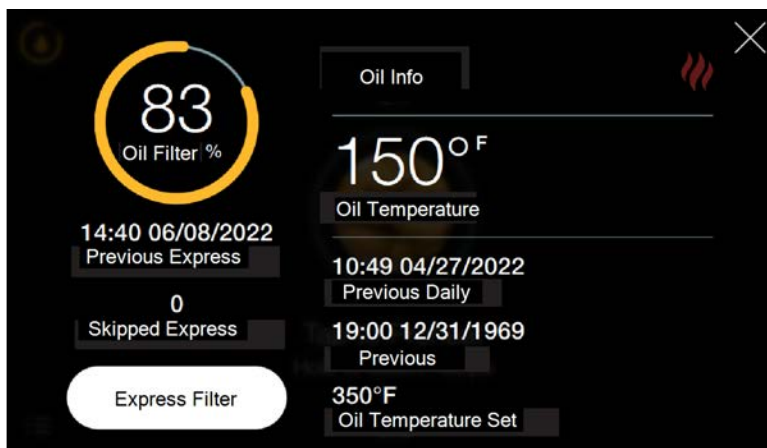 83
Oil Filter %
14:40 06/08/2022
Previous Express
0
Skipped Express
Express Filter
Oil Info
150°F
Oil Temperature
10:49 04/27/2022
Previous Daily
19:00 12/31/1969
Previous
350°F
Oil Temperature Set